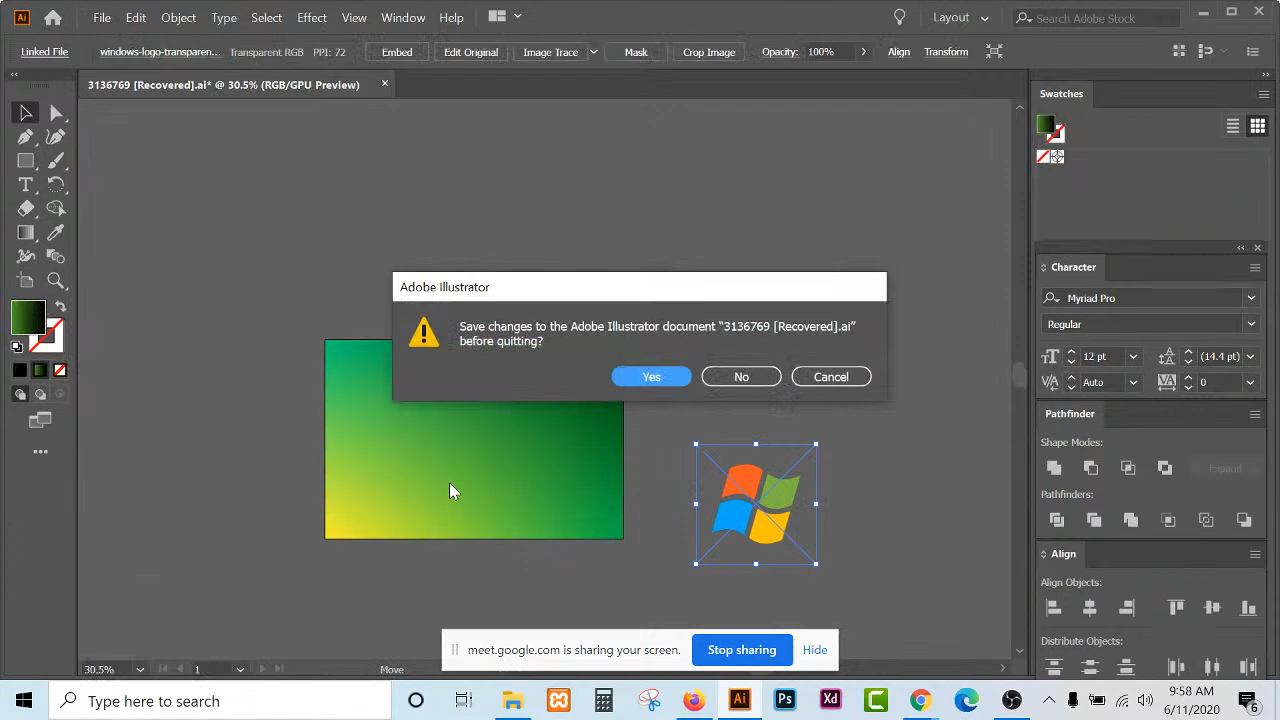 Ai File Edit Object Type Select Effect View Window Help Layout Search Adobe Stock
Linked File windows-logo-transparen... Transparent RGB PPI: 72 Embed Edit Original Image Trace Mask Crop Image Opacity: 100% Align Transform
3136769 [Recovered].ai* @ 30.5% (RGB/GPU Preview)
Swatches
Adobe Illustrator
Save changes to the Adobe Illustrator document “3136769 [Recovered].ai”
before quitting?
Yes No Cancel
Character
Myriad Pro
Regular
12 pt (14.4 pt)
Auto 0
Pathfinder
Shape Modes:
Expand
Pathfinders:
Align
Align Objects:
Distribute Objects:
meet.google.com is sharing your screen. Stop sharing Hide
30.5% 1 Move
Type here to search
Ai Ps Xd
9:58 AM
6/11/2020
6